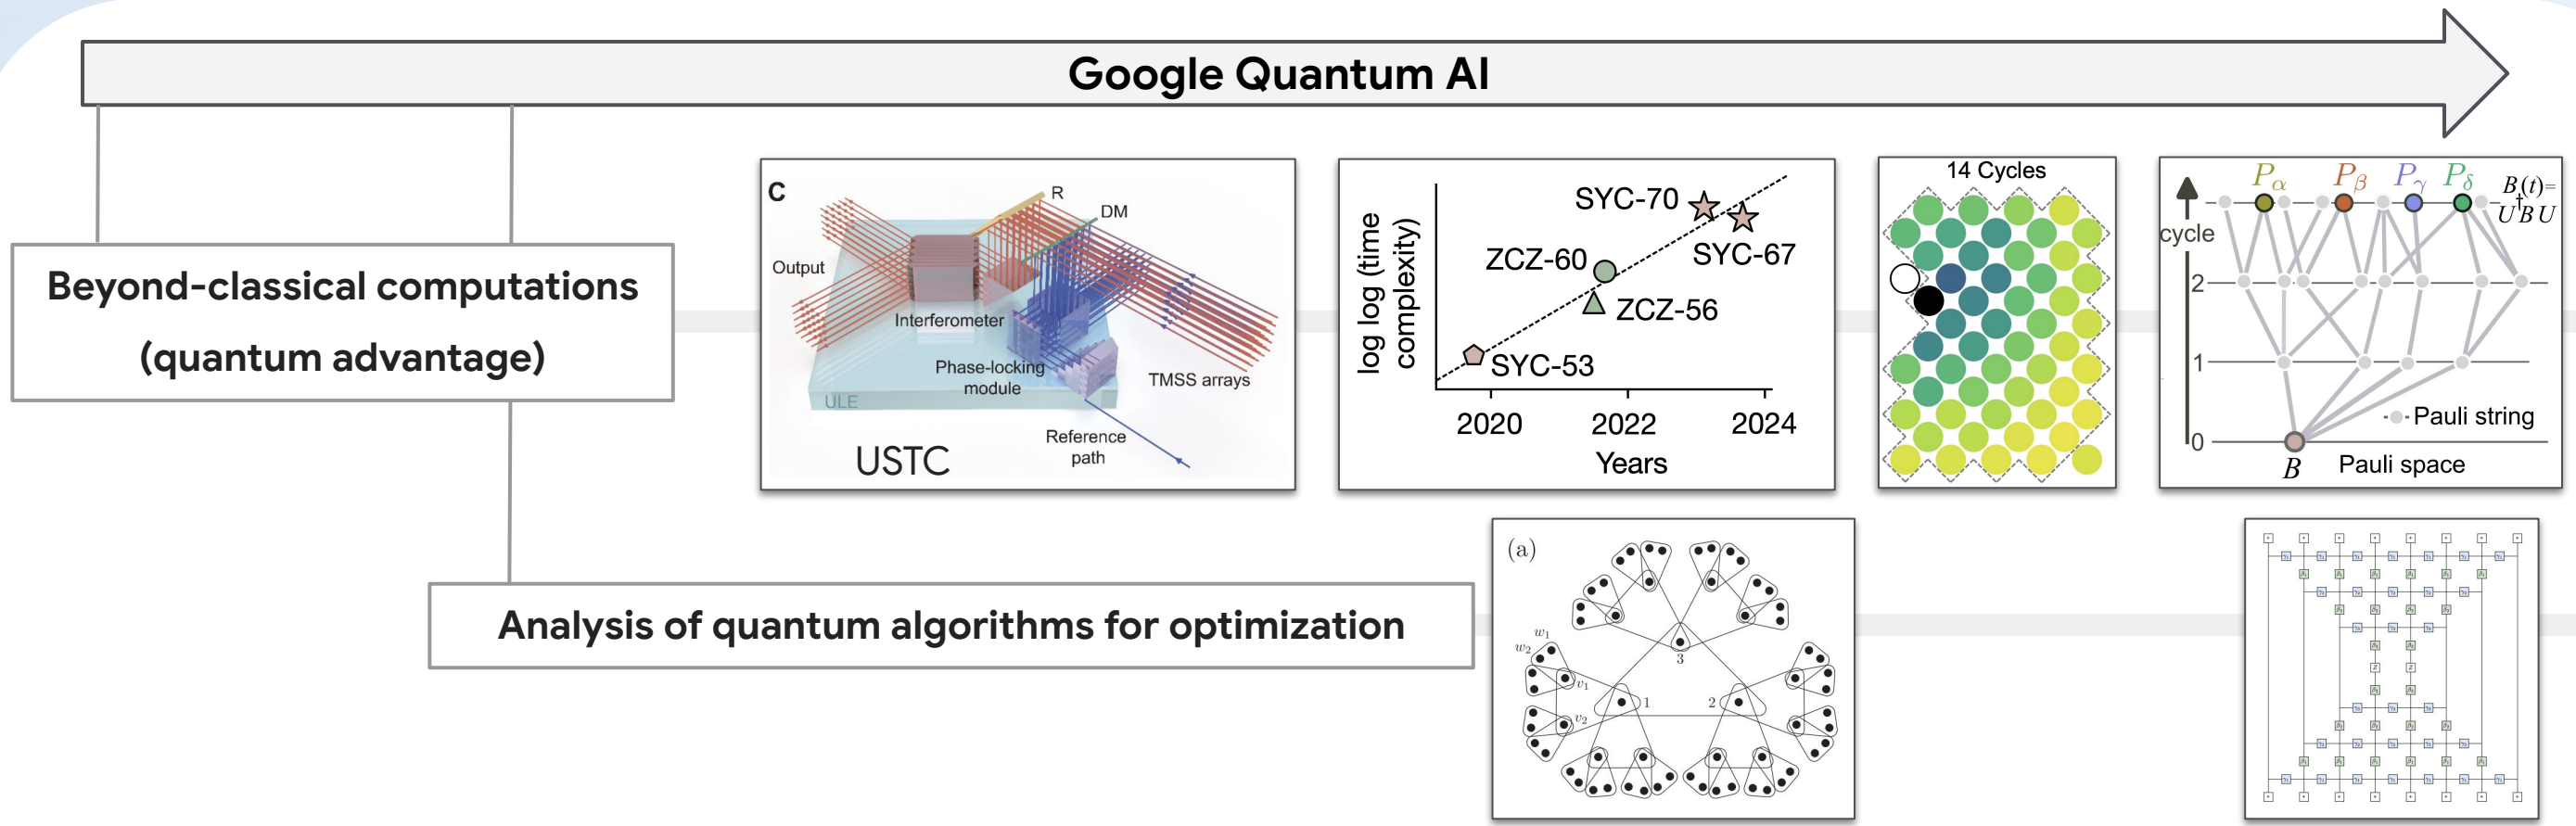 Google Quantum AI
Beyond-classical computations
(quantum advantage)
C
R
DM
Output
Interferometer
Phase-locking
module
TMSS arrays
ULE
Reference
path
USTC
log log (time
complexity)
SYC-70
SYC-67
ZCZ-60
ZCZ-56
SYC-53
2020 2022 2024
Years
14 Cycles
Pα Pβ Pγ Pδ
B(t)=
U†BU
cycle
2
1
0
Pauli string
B Pauli space
Analysis of quantum algorithms for optimization
(a)
w₁
w₂
3
v₁
1 2
v₂